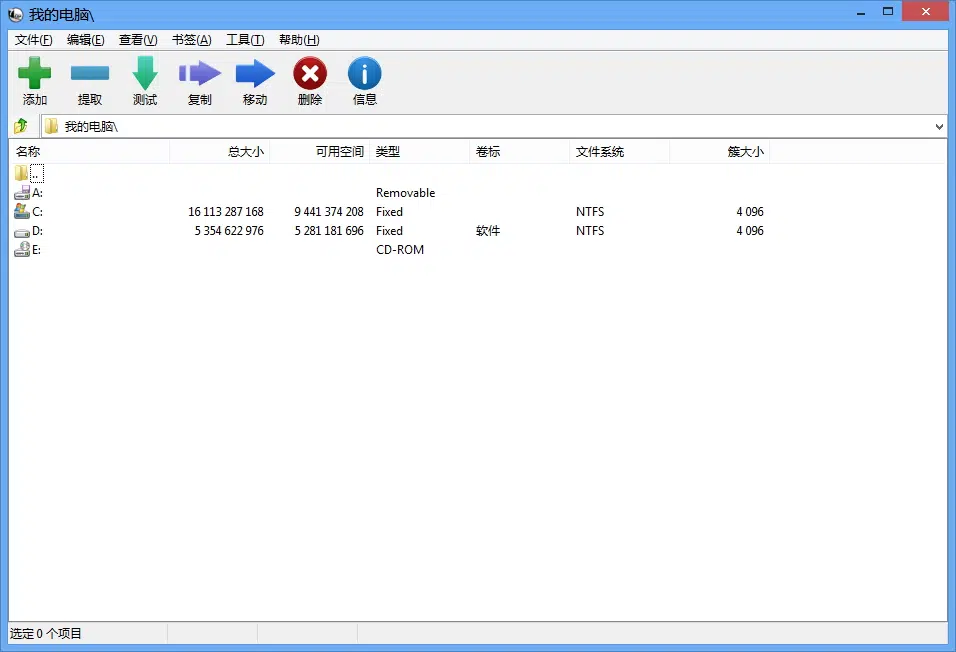 我的电脑\
文件(F) 编辑(E) 查看(V) 书签(A) 工具(T) 帮助(H)
添加 提取 测试 复制 移动 删除 信息
我的电脑\
名称 总大小 可用空间 类型 卷标 文件系统 簇大小
..
A: Removable
C: 16 113 287 168 9 441 374 208 Fixed NTFS 4 096
D: 5 354 622 976 5 281 181 696 Fixed 软件 NTFS 4 096
E: CD-ROM
选定 0 个项目